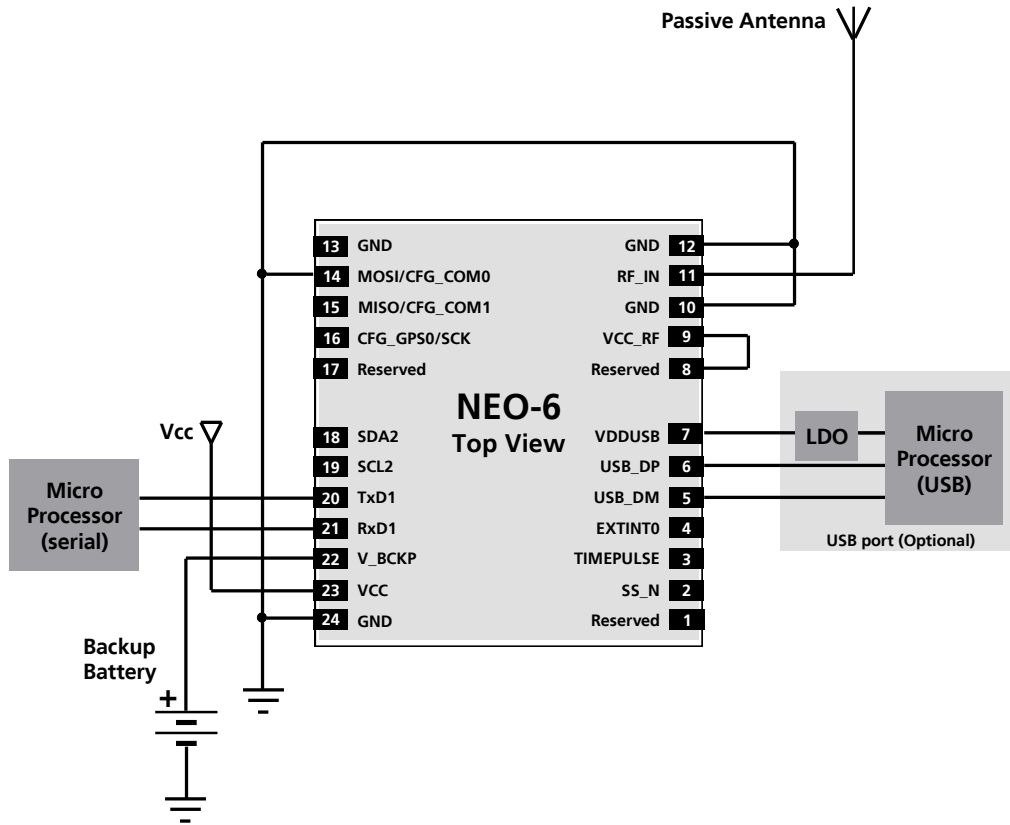 Passive Antenna
13 GND
14 MOSI/CFG_COM0
15 MISO/CFG_COM1
16 CFG_GPS0/SCK
17 Reserved
18 SDA2
19 SCL2
20 TxD1
21 RxD1
22 V_BCKP
23 VCC
24 GND
GND 12
RF_IN 11
GND 10
VCC_RF 9
Reserved 8
VDDUSB 7
USB_DP 6
USB_DM 5
EXTINT0 4
TIMEPULSE 3
SS_N 2
Reserved 1
NEO-6
Top View
Vcc
Micro
Processor
(serial)
Backup
Battery
+
LDO
Micro
Processor
(USB)
USB port (Optional)